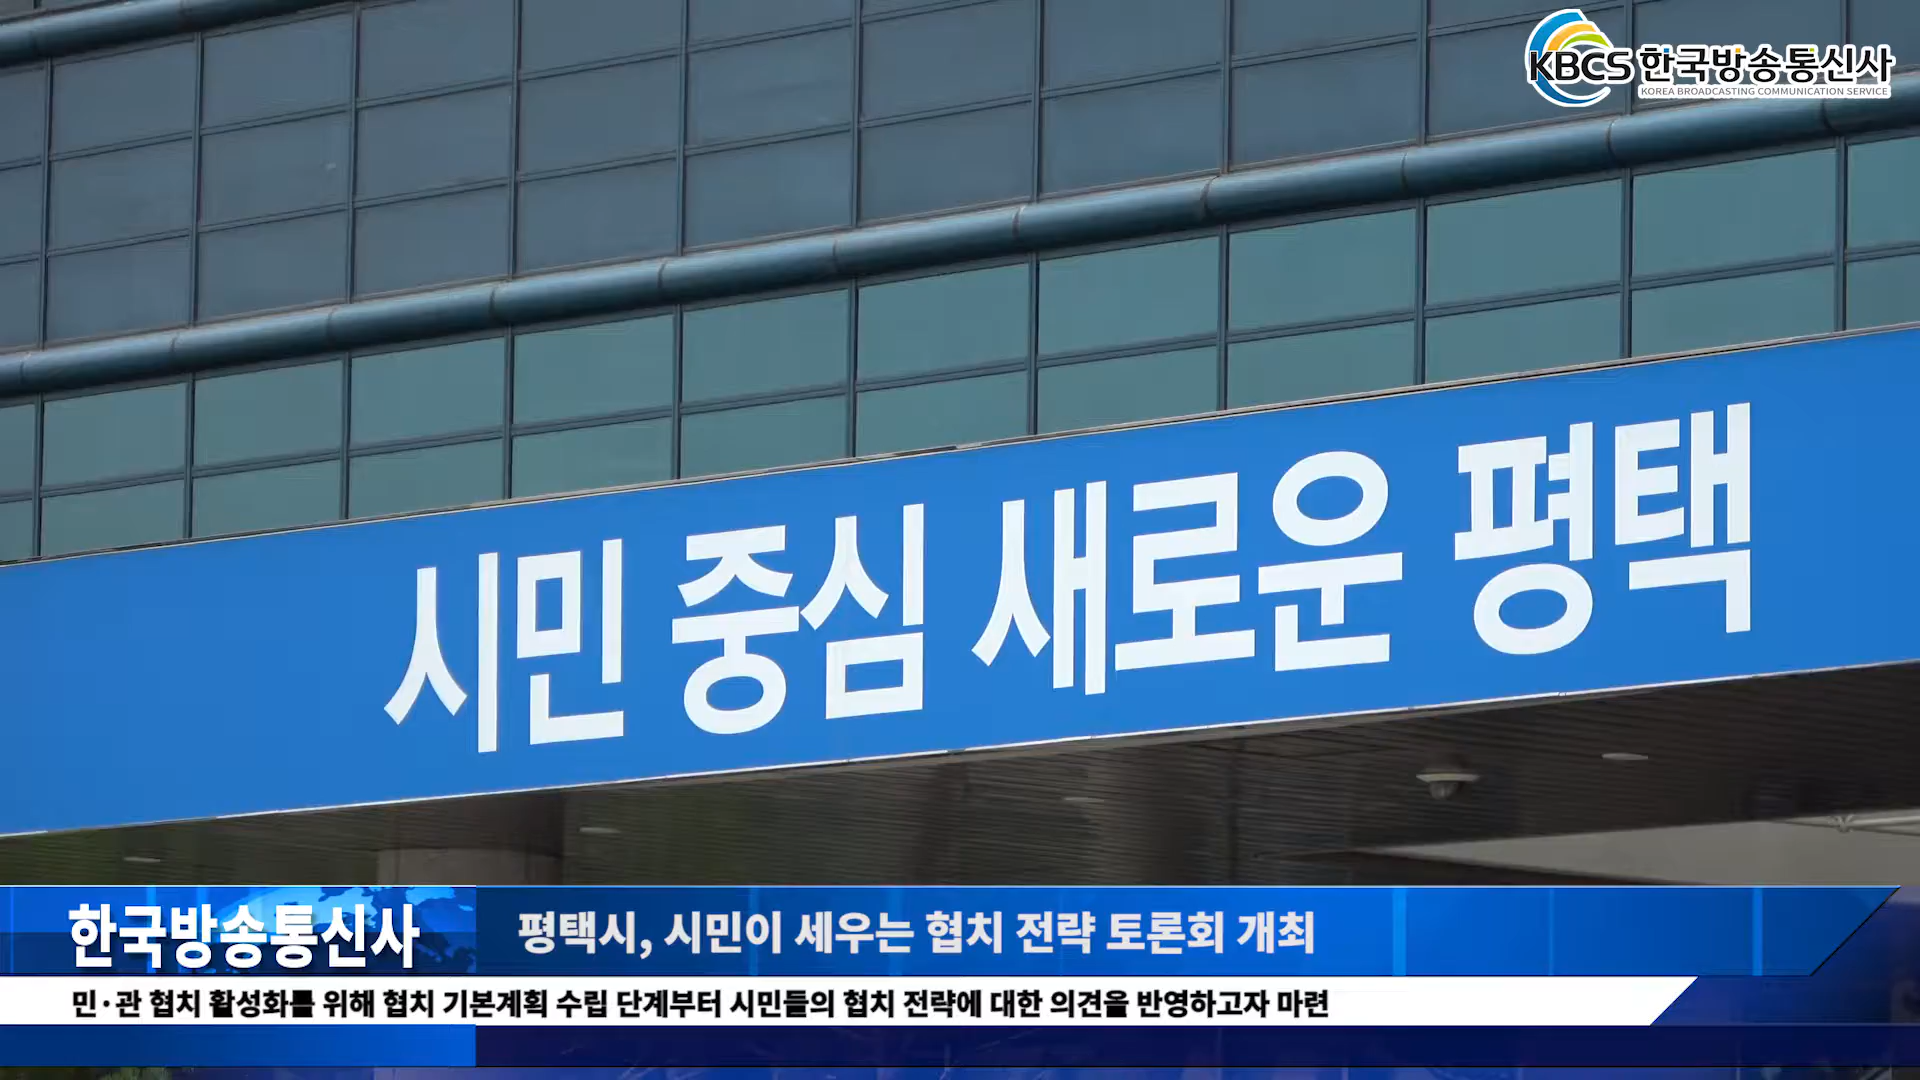 KBCS 한국방송통신사
KOREA BROADCASTING COMMUNICATION SERVICE
시민 중심 새로운 평택
한국방송통신사
평택시, 시민이 세우는 협치 전략 토론회 개최
민·관 협치 활성화를 위해 협치 기본계획 수립 단계부터 시민들의 협치 전략에 대한 의견을 반영하고자 마련